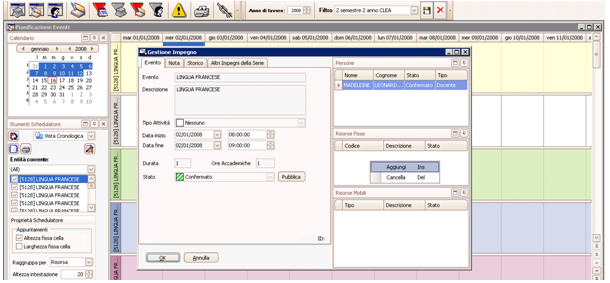 Anno di lavoro: 2008 Filtro 2 semestre 2 anno CLEA
Pianificazione Eventi
Calendario
mar 01/01/2008 mer 02/01/2008 gio 03/01/2008 ven 04/01/2008 sab 05/01/2008 dom 06/01/2008 lun 07/01/2008 mar 08/01/2008 mer 09/01/2008 gio 10/01/2008 ven 11/01/2008
gennaio 2008
l m m g v s d
31 1 2 3 4 5 6
7 8 9 10 11 12 13
14 15 16 17 18 19 20
21 22 23 24 25 26 27
28 29 30 31 1 2 3
4 5 6 7 8 9 10
Strumenti Schedulatore
Vista Cronologica
Entità corrente:
(All)
[5128] LINGUA FRANCESE
[5128] LINGUA FRANCESE
[5128] LINGUA FRANCESE
[5128] LINGUA FRANCESE
Proprietà Schedulatore
Appuntamenti
Altezza fissa cella
Larghezza fissa cella
Raggruppa per Risorsa
Altezza intestazione 20
[5128] LINGUA FR...
[5128] LINGUA FR...
[5128] LINGUA FR...
[5128] LINGUA FR...
Gestione Impegno
Evento Nota Storico Altri Impegni della Serie
Evento LINGUA FRANCESE
Descrizione LINGUA FRANCESE
Tipo Attività Nessuno
Data inizio 02/01/2008 08:00:00
Data fine 02/01/2008 09:00:00
Durata 1 Ore Accademiche 1
Stato Confermato Pubblica
ID:
OK Annulla
Persone
Nome Cognome Stato Tipo
MADELEINE LEONARD ... Confermato Docente
Risorse Fisse
Codice Descrizione Stato
Aggiungi Ins
Cancella Del
Risorse Mobili
Tipo Descrizione Stato